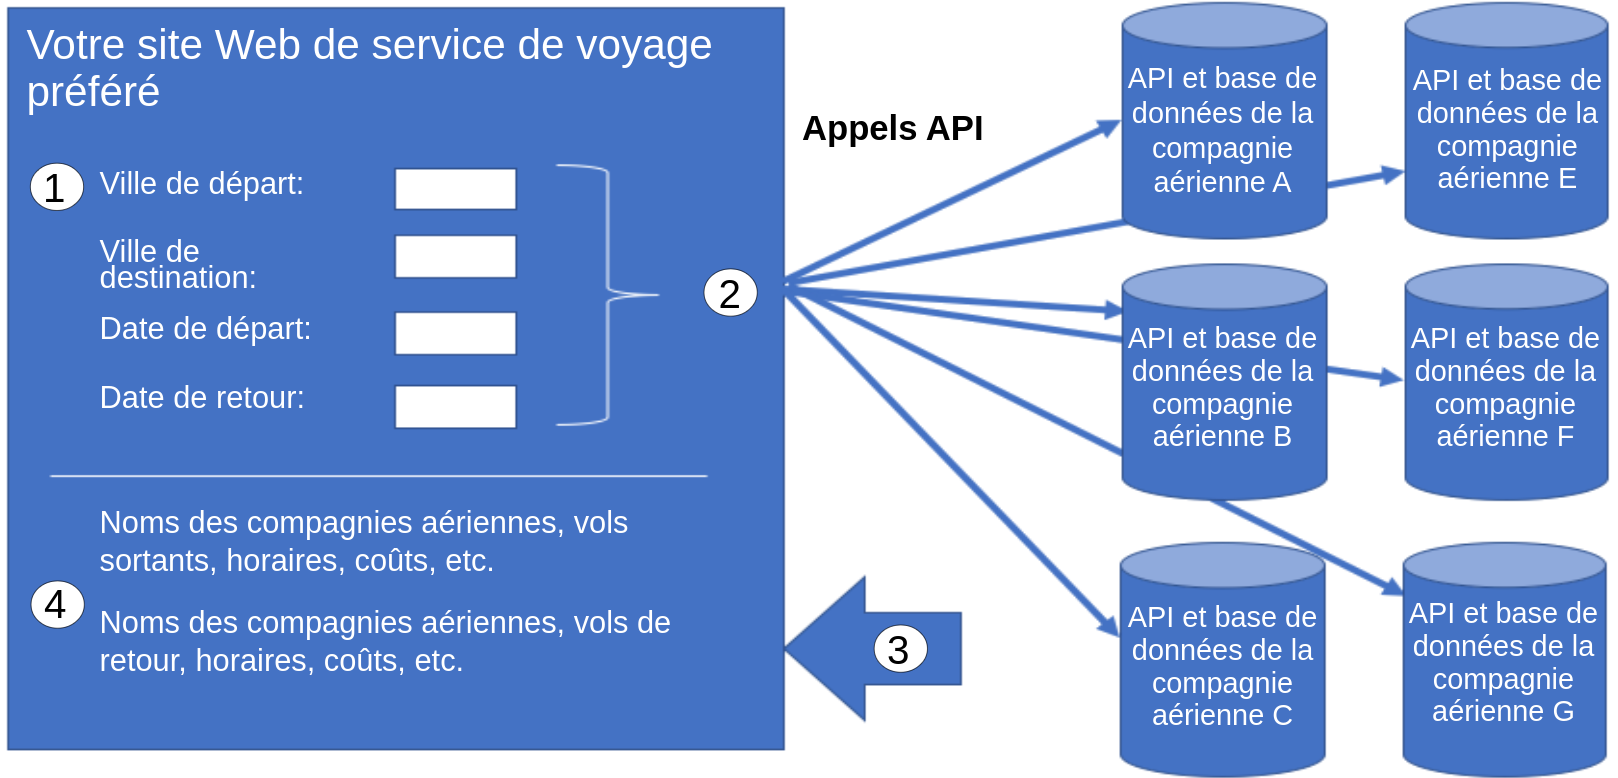 Votre site Web de service de voyage
préféré
1
Ville de départ:
Ville de
destination:
Date de départ:
Date de retour:
2
Noms des compagnies aériennes, vols
sortants, horaires, coûts, etc.
4
Noms des compagnies aériennes, vols de
retour, horaires, coûts, etc.
3
Appels API
API et base de
données de la
compagnie
aérienne A
API et base de
données de la
compagnie
aérienne E
API et base de
données de la
compagnie
aérienne B
API et base de
données de la
compagnie
aérienne F
API et base de
données de la
compagnie
aérienne C
API et base de
données de la
compagnie
aérienne G